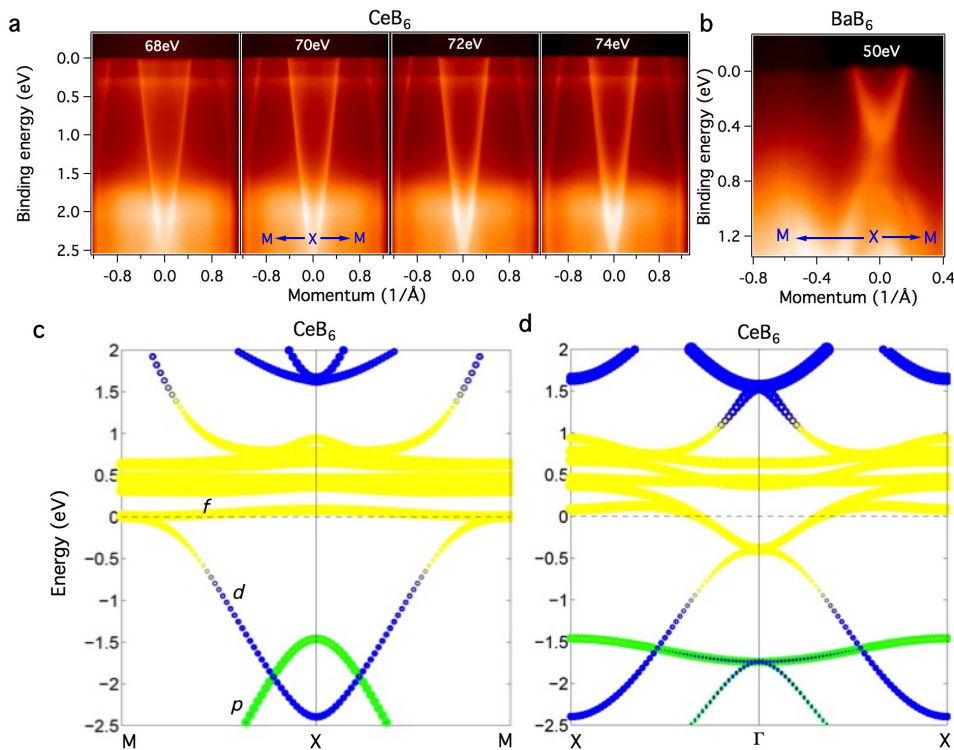 a
CeB6
68eV
70eV
72eV
74eV
Binding energy (eV)
0.0
0.5
1.0
1.5
2.0
2.5
M X M
-0.8 0.0 0.8
-0.8 0.0 0.8
-0.8 0.0 0.8
-0.8 0.0 0.8
Momentum (1/Å)
b
BaB6
50eV
Binding energy (eV)
0.0
0.4
0.8
1.2
M X M
-0.8 -0.4 0.0 0.4
Momentum (1/Å)
c
CeB6
Energy (eV)
2
1.5
1
0.5
0
-0.5
-1
-1.5
-2
-2.5
f
d
p
M X M
d
CeB6
2
1.5
1
0.5
0
-0.5
-1
-1.5
-2
-2.5
X Γ X